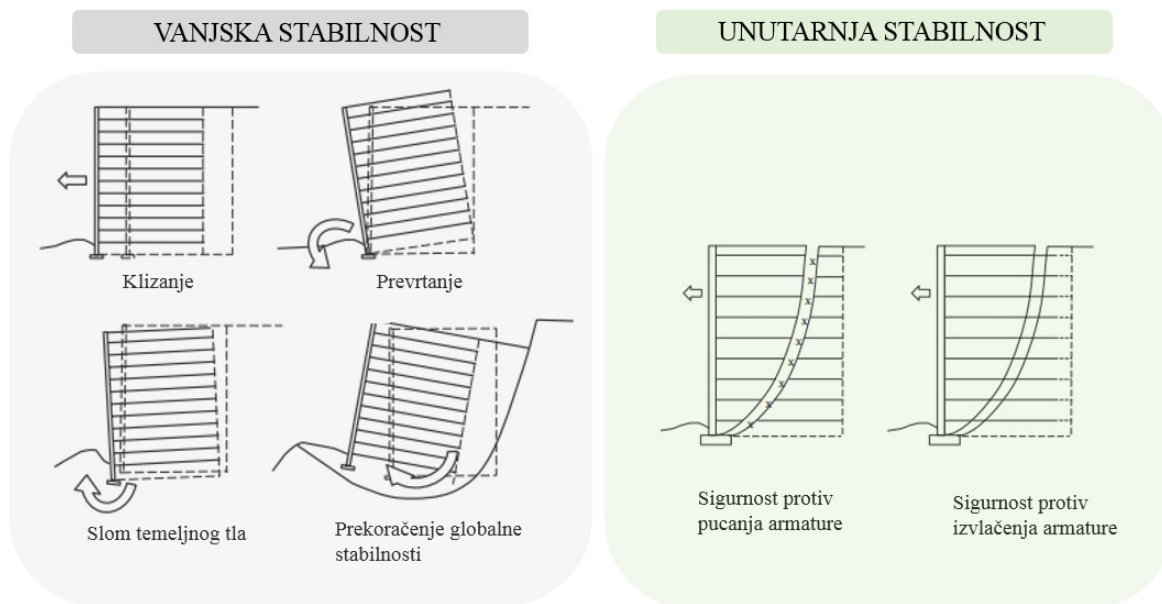 VANJSKA STABILNOST
Klizanje
Prevrtanje
Slom temeljnog tla
Prekoračenje globalne
stabilnosti
UNUTARNJA STABILNOST
x
x
x
x
x
x
x
x
x
Sigurnost protiv
pucanja armature
Sigurnost protiv
izvlačenja armature